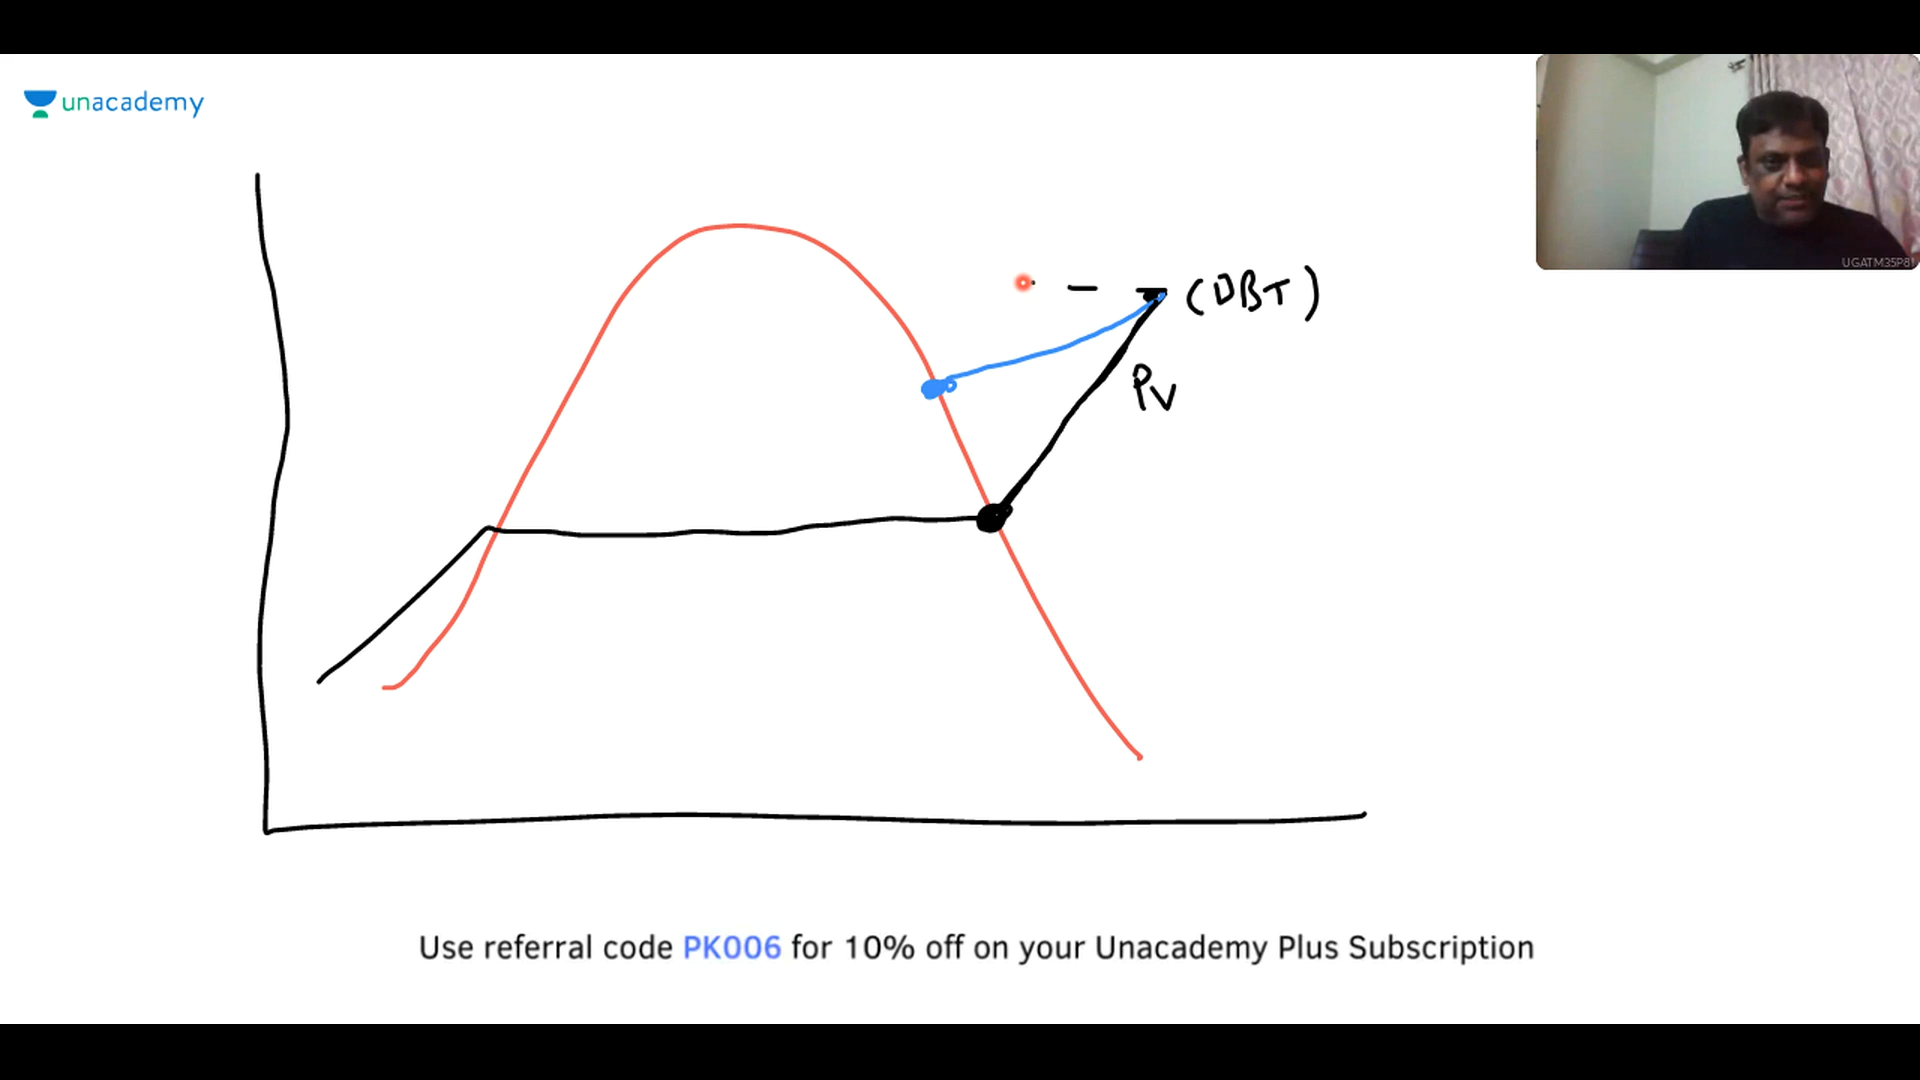 unacademy
UGATM35P8
(DBT)
Pv
Use referral code PK006 for 10% off on your Unacademy Plus Subscription